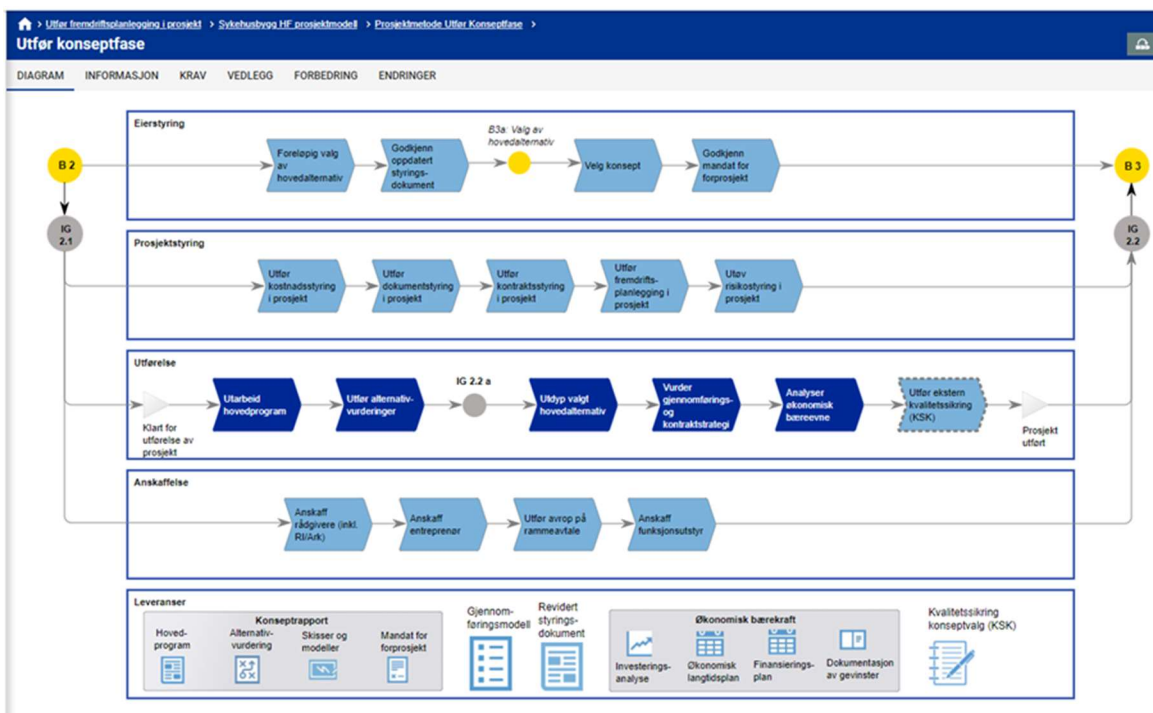 > Utfør fremdriftsplanlegging i prosjekt > Sykehusbygg HF prosjektmodell > Prosjektmetode Utfør Konseptfase >
Utfør konseptfase
DIAGRAM INFORMASJON KRAV VEDLEGG FORBEDRING ENDRINGER
Eierstyring
B 2
Foreløpig valg
av
hovedalternativ
Godkjenn
oppdatert
styrings-
dokument
B3a: Valg av
hovedalternativ
Velg konsept
Godkjenn
mandat for
forprosjekt
B 3
IG
2.1
IG
2.2
Prosjektstyring
Utfør
kostnadsstyring
i prosjekt
Utfør
dokumentstyring
i prosjekt
Utfør
kontraktsstyring
i prosjekt
Utfør
fremdrifts-
planlegging i
prosjekt
Utøv
risikostyring i
prosjekt
Utførelse
Klart for
utførelse av
prosjekt
Utarbeid
hovedprogram
Utfør alternativ-
vurderinger
IG 2.2 a
Utdyp valgt
hovedalternativ
Vurder
gjennomførings-
og
kontraktstrategi
Analyser
økonomisk
bæreevne
Utfør ekstern
kvalitetssikring
(KSK)
Prosjekt
utført
Anskaffelse
Anskaff
rådgivere (inkl.
RI/Ark)
Anskaff
entreprenør
Utfør avrop på
rammeavtale
Anskaff
funksjonsutstyr
Leveranser
Konseptrapport
Hoved-
program
Alternativ-
vurdering
Skisser og
modeller
Mandat for
forprosjekt
Gjennom-
føringsmodell
Revidert
styrings-
dokument
Økonomisk bærekraft
Investerings-
analyse
Økonomisk
langtidsplan
Finansierings-
plan
Dokumentasjon
av gevinster
Kvalitetssikring
konseptvalg (KSK)